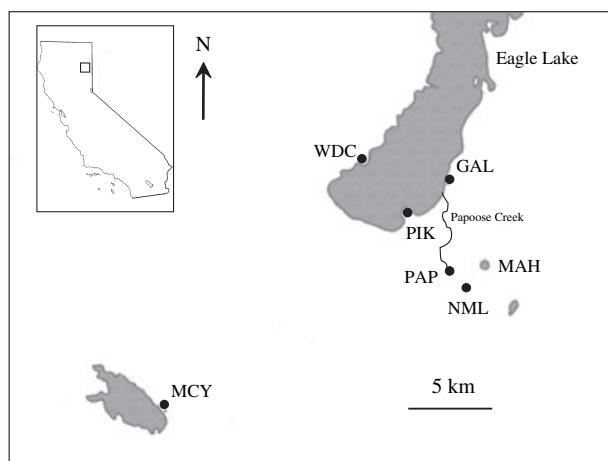 N
Eagle Lake
WDC
GAL
PIK
Papoose Creek
PAP
MAH
NML
MCY
5 km